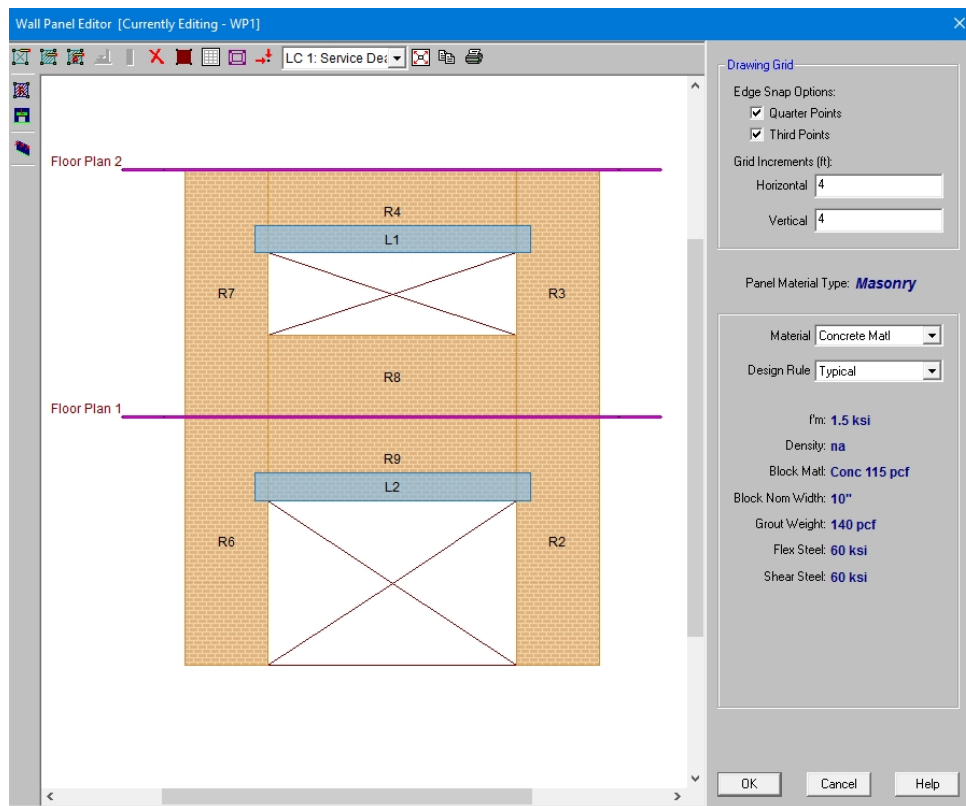 Wall Panel Editor [Currently Editing - WP1]
LC 1: Service Dea
Floor Plan 2
R4
L1
R7
R3
R8
Floor Plan 1
R9
L2
R6
R2
Drawing Grid
Edge Snap Options:
Quarter Points
Third Points
Grid Increments (ft):
Horizontal 4
Vertical 4
Panel Material Type: Masonry
Material Concrete Matl
Design Rule Typical
f'm: 1.5 ksi
Density: na
Block Matl: Conc 115 pcf
Block Nom Width: 10"
Grout Weight: 140 pcf
Flex Steel: 60 ksi
Shear Steel: 60 ksi
OK Cancel Help